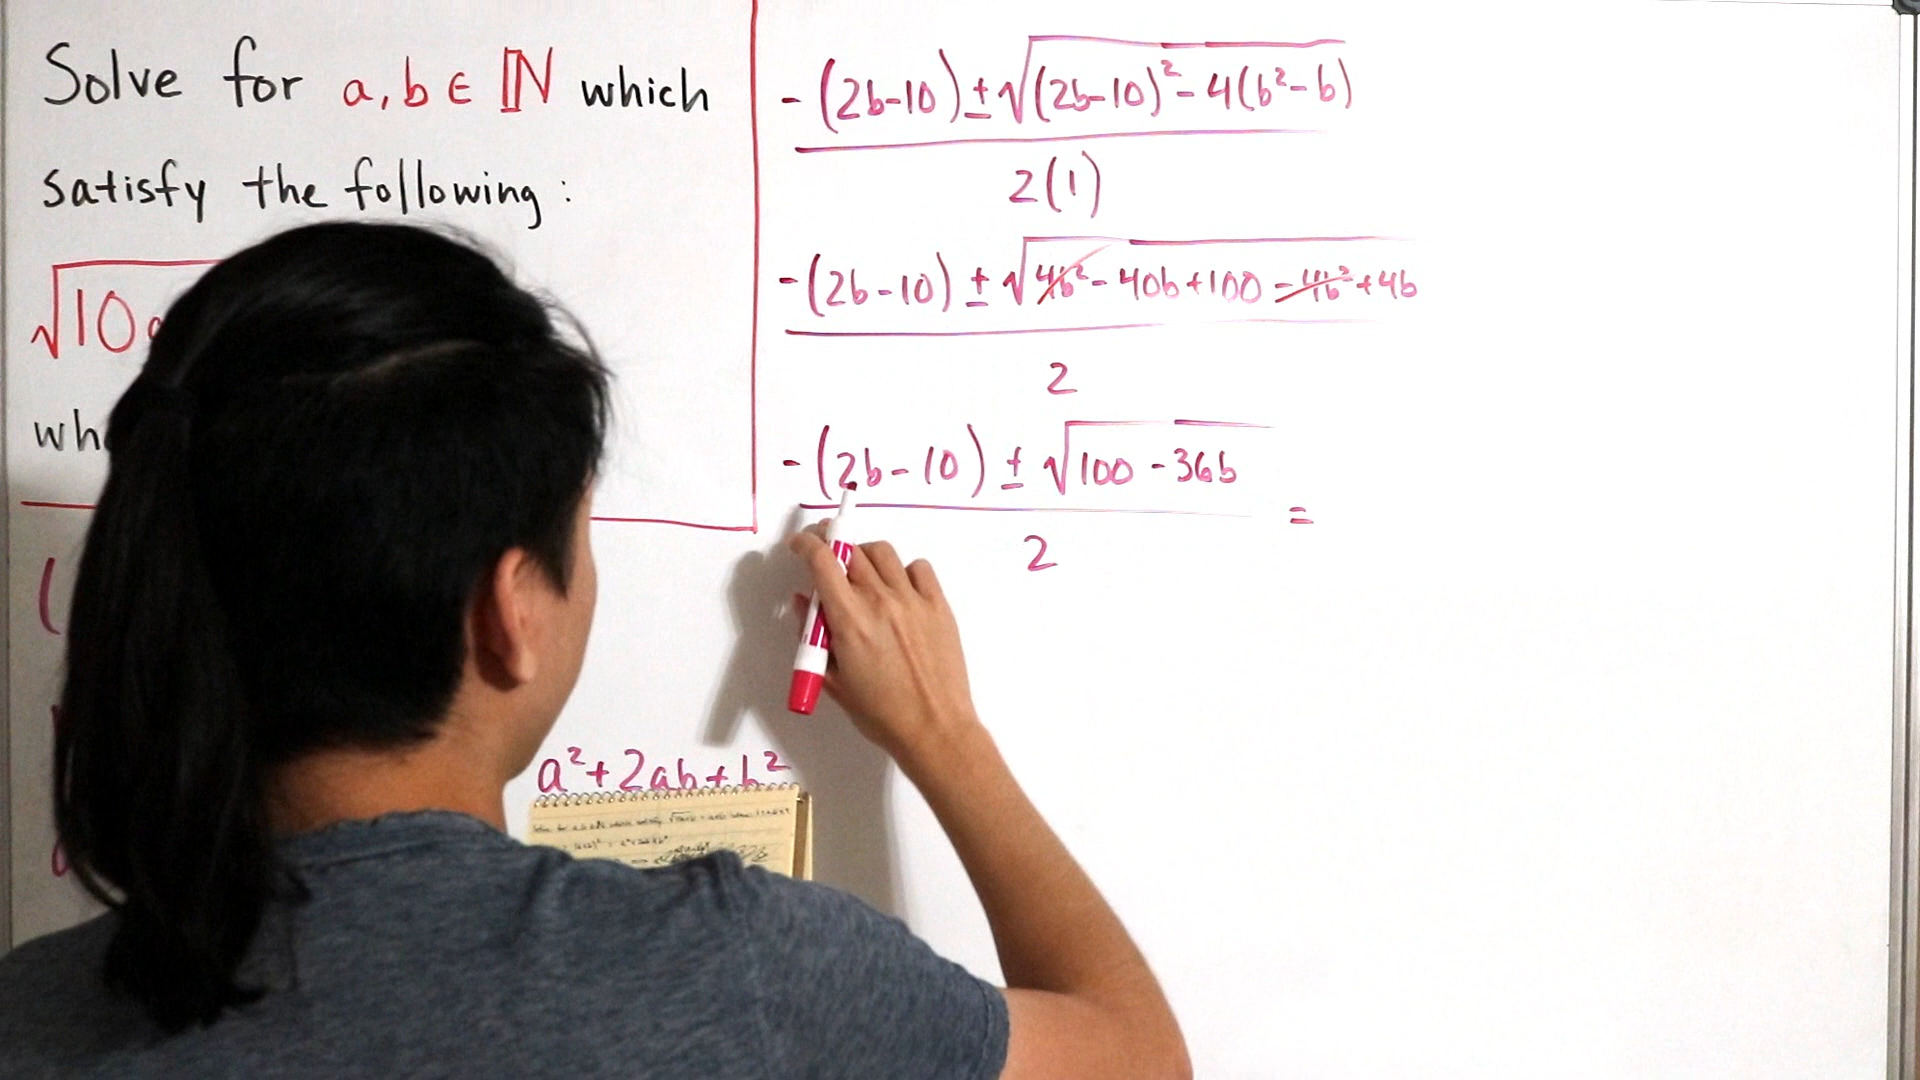 Solve for a, b ∈ ℕ which
satisfy the following :
√10
wh
-(2b-10) ± √(2b-10)² - 4(b²-b)
2(1)
-(2b-10) ± √4b² - 40b + 100 - 4b² + 4b
2
-(2b-10) ± √100 - 36b
2
=
(
a² + 2ab + b²